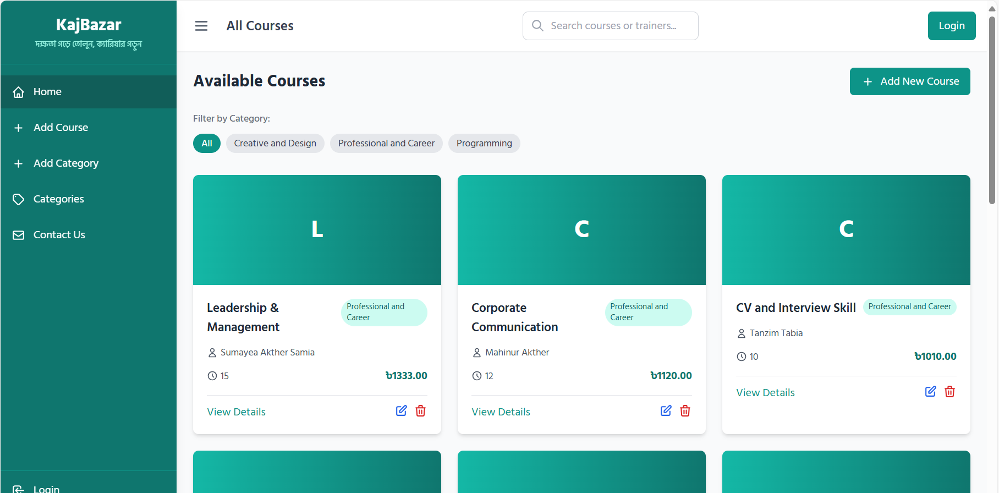 KajBazar
দক্ষতা গড়ে তোলুন, ক্যারিয়ার গড়ুন
Home
Add Course
Add Category
Categories
Contact Us
Login
All Courses
Search courses or trainers...
Login
Available Courses
Add New Course
Filter by Category:
All
Creative and Design
Professional and Career
Programming
L
Leadership &
Management
Professional and
Career
Sumayea Akther Samia
15
৳1333.00
View Details
C
Corporate
Communication
Professional and
Career
Mahinur Akther
12
৳1120.00
View Details
C
CV and Interview Skill
Professional and Career
Tanzim Tabia
10
৳1010.00
View Details